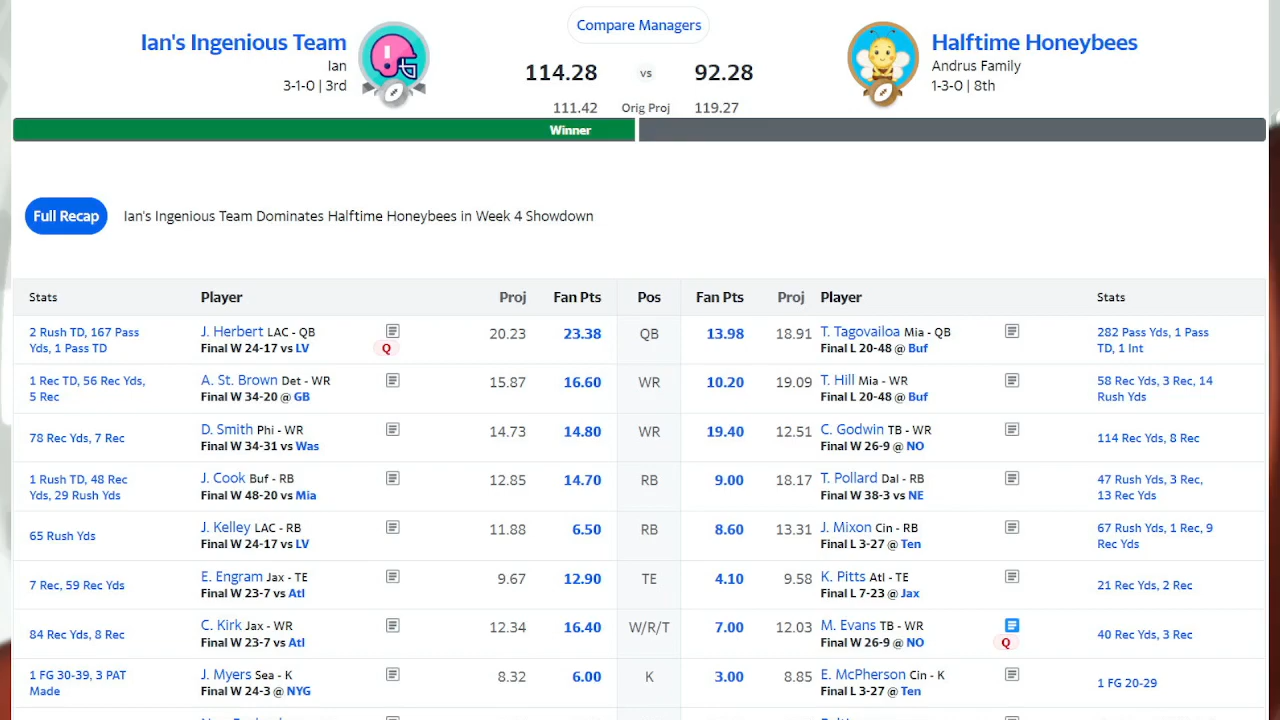 Compare Managers
Ian's Ingenious Team
Ian
3-1-0 | 3rd
114.28 vs 92.28
111.42 Orig Proj 119.27
Halftime Honeybees
Andrus Family
1-3-0 | 8th
Winner
Full Recap Ian's Ingenious Team Dominates Halftime Honeybees in Week 4 Showdown
Stats Player Proj Fan Pts Pos Fan Pts Proj Player Stats
2 Rush TD, 167 Pass J. Herbert LAC - QB 20.23 23.38 QB 13.98 18.91 T. Tagovailoa Mia - QB 282 Pass Yds, 1 Pass
Yds, 1 Pass TD Final W 24-17 vs LV Q Final L 20-48 @ Buf TD, 1 Int
1 Rec TD, 56 Rec Yds, A. St. Brown Det - WR 15.87 16.60 WR 10.20 19.09 T. Hill Mia - WR 58 Rec Yds, 3 Rec, 14
5 Rec Final W 34-20 @ GB Final L 20-48 @ Buf Rush Yds
78 Rec Yds, 7 Rec D. Smith Phi - WR 14.73 14.80 WR 19.40 12.51 C. Godwin TB - WR 114 Rec Yds, 8 Rec
Final W 34-31 vs Was Final W 26-9 @ NO
1 Rush TD, 48 Rec J. Cook Buf - RB 12.85 14.70 RB 9.00 18.17 T. Pollard Dal - RB 47 Rush Yds, 3 Rec,
Yds, 29 Rush Yds Final W 48-20 vs Mia Final W 38-3 vs NE 13 Rec Yds
65 Rush Yds J. Kelley LAC - RB 11.88 6.50 RB 8.60 13.31 J. Mixon Cin - RB 67 Rush Yds, 1 Rec, 9
Final W 24-17 vs LV Final L 3-27 @ Ten Rec Yds
7 Rec, 59 Rec Yds E. Engram Jax - TE 9.67 12.90 TE 4.10 9.58 K. Pitts Atl - TE 21 Rec Yds, 2 Rec
Final W 23-7 vs Atl Final L 7-23 @ Jax
84 Rec Yds, 8 Rec C. Kirk Jax - WR 12.34 16.40 W/R/T 7.00 12.03 M. Evans TB - WR 40 Rec Yds, 3 Rec
Final W 23-7 vs Atl Final W 26-9 @ NO Q
1 FG 30-39, 3 PAT J. Myers Sea - K 8.32 6.00 K 3.00 8.85 E. McPherson Cin - K 1 FG 20-29
Made Final W 24-3 @ NYG Final L 3-27 @ Ten